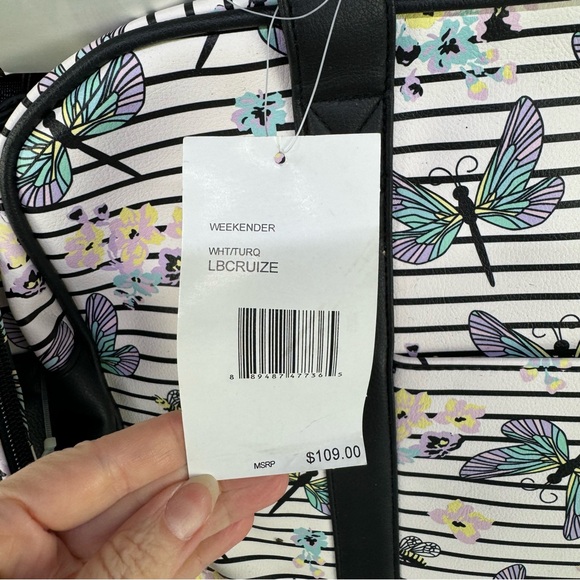 WEEKENDER
WHT/TURQ
LBCRUIZE
8 89487 47736 5
MSRP $109.00